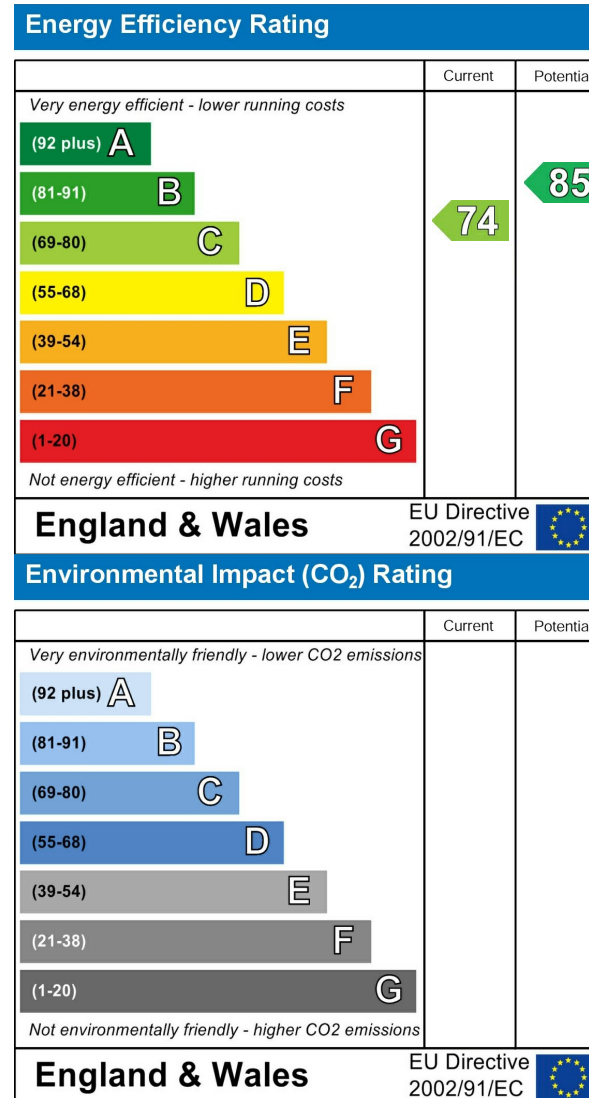 Energy Efficiency Rating
Current Potentia
Very energy efficient - lower running costs
(92 plus) A
(81-91) B
(69-80) C
(55-68) D
(39-54) E
(21-38) F
(1-20) G
74
85
Not energy efficient - higher running costs
England & Wales
EU Directive
2002/91/EC
Environmental Impact (CO₂) Rating
Current Potentia
Very environmentally friendly - lower CO2 emissions
(92 plus) A
(81-91) B
(69-80) C
(55-68) D
(39-54) E
(21-38) F
(1-20) G
Not environmentally friendly - higher CO2 emissions
England & Wales
EU Directive
2002/91/EC